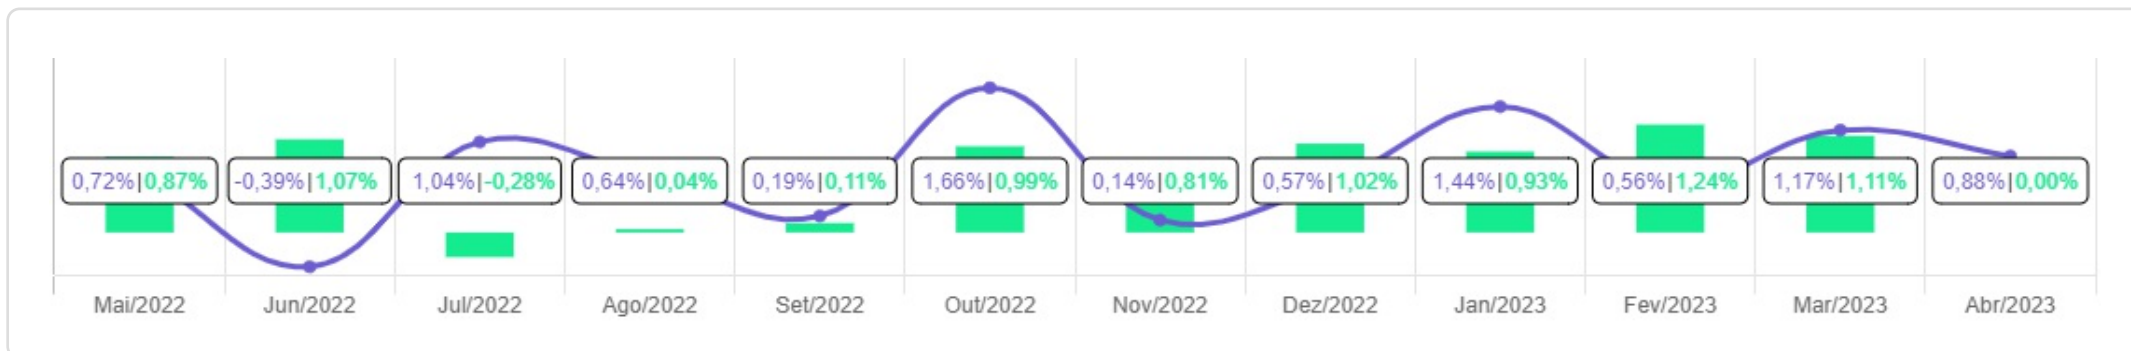 0,72%|0,87% -0,39%|1,07% 1,04%|-0,28% 0,64%|0,04% 0,19%|0,11% 1,66%|0,99% 0,14%|0,81% 0,57%|1,02% 1,44%|0,93% 0,56%|1,24% 1,17%|1,11% 0,88%|0,00%
Mai/2022 Jun/2022 Jul/2022 Ago/2022 Set/2022 Out/2022 Nov/2022 Dez/2022 Jan/2023 Fev/2023 Mar/2023 Abr/2023